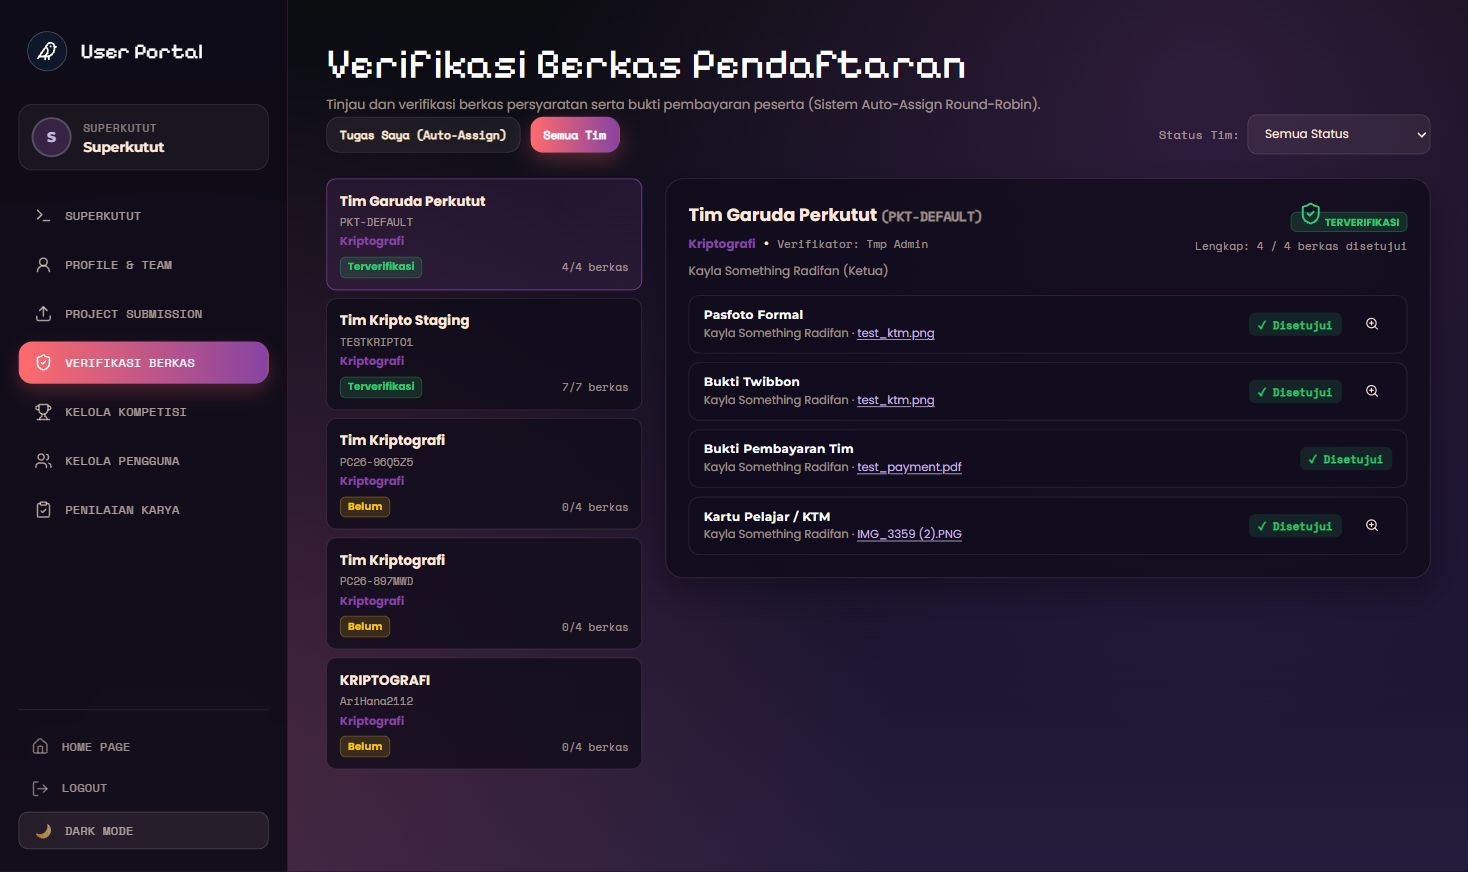 User Portal
S
SUPERKUTUT
Superkutut
SUPERKUTUT
PROFILE & TEAM
PROJECT SUBMISSION
VERIFIKASI BERKAS
KELOLA KOMPETISI
KELOLA PENGGUNA
PENILAIAN KARYA
HOME PAGE
LOGOUT
DARK MODE
Verifikasi Berkas Pendaftaran
Tinjau dan verifikasi berkas persyaratan serta bukti pembayaran peserta (Sistem Auto-Assign Round-Robin).
Tugas Saya (Auto-Assign)
Semua Tim
Status Tim: Semua Status
Tim Garuda Perkutut
PKT-DEFAULT
Kriptografi
Terverifikasi 4/4 berkas
Tim Kripto Staging
TESTKRIPTO1
Kriptografi
Terverifikasi 7/7 berkas
Tim Kriptografi
PC26-96Q5Z5
Kriptografi
Belum 0/4 berkas
Tim Kriptografi
PC26-897MWD
Kriptografi
Belum 0/4 berkas
KRIPTOGRAFI
AriHana2112
Kriptografi
Belum 0/4 berkas
Tim Garuda Perkutut (PKT-DEFAULT)
TERVERIFIKASI
Kriptografi • Verifikator: Tmp Admin
Lengkap: 4 / 4 berkas disetujui
Kayla Something Radifan (Ketua)
Pasfoto Formal
Kayla Something Radifan · test_ktm.png
✓ Disetujui
Bukti Twibbon
Kayla Something Radifan · test_ktm.png
✓ Disetujui
Bukti Pembayaran Tim
Kayla Something Radifan · test_payment.pdf
✓ Disetujui
Kartu Pelajar / KTM
Kayla Something Radifan · IMG_3359 (2).PNG
✓ Disetujui